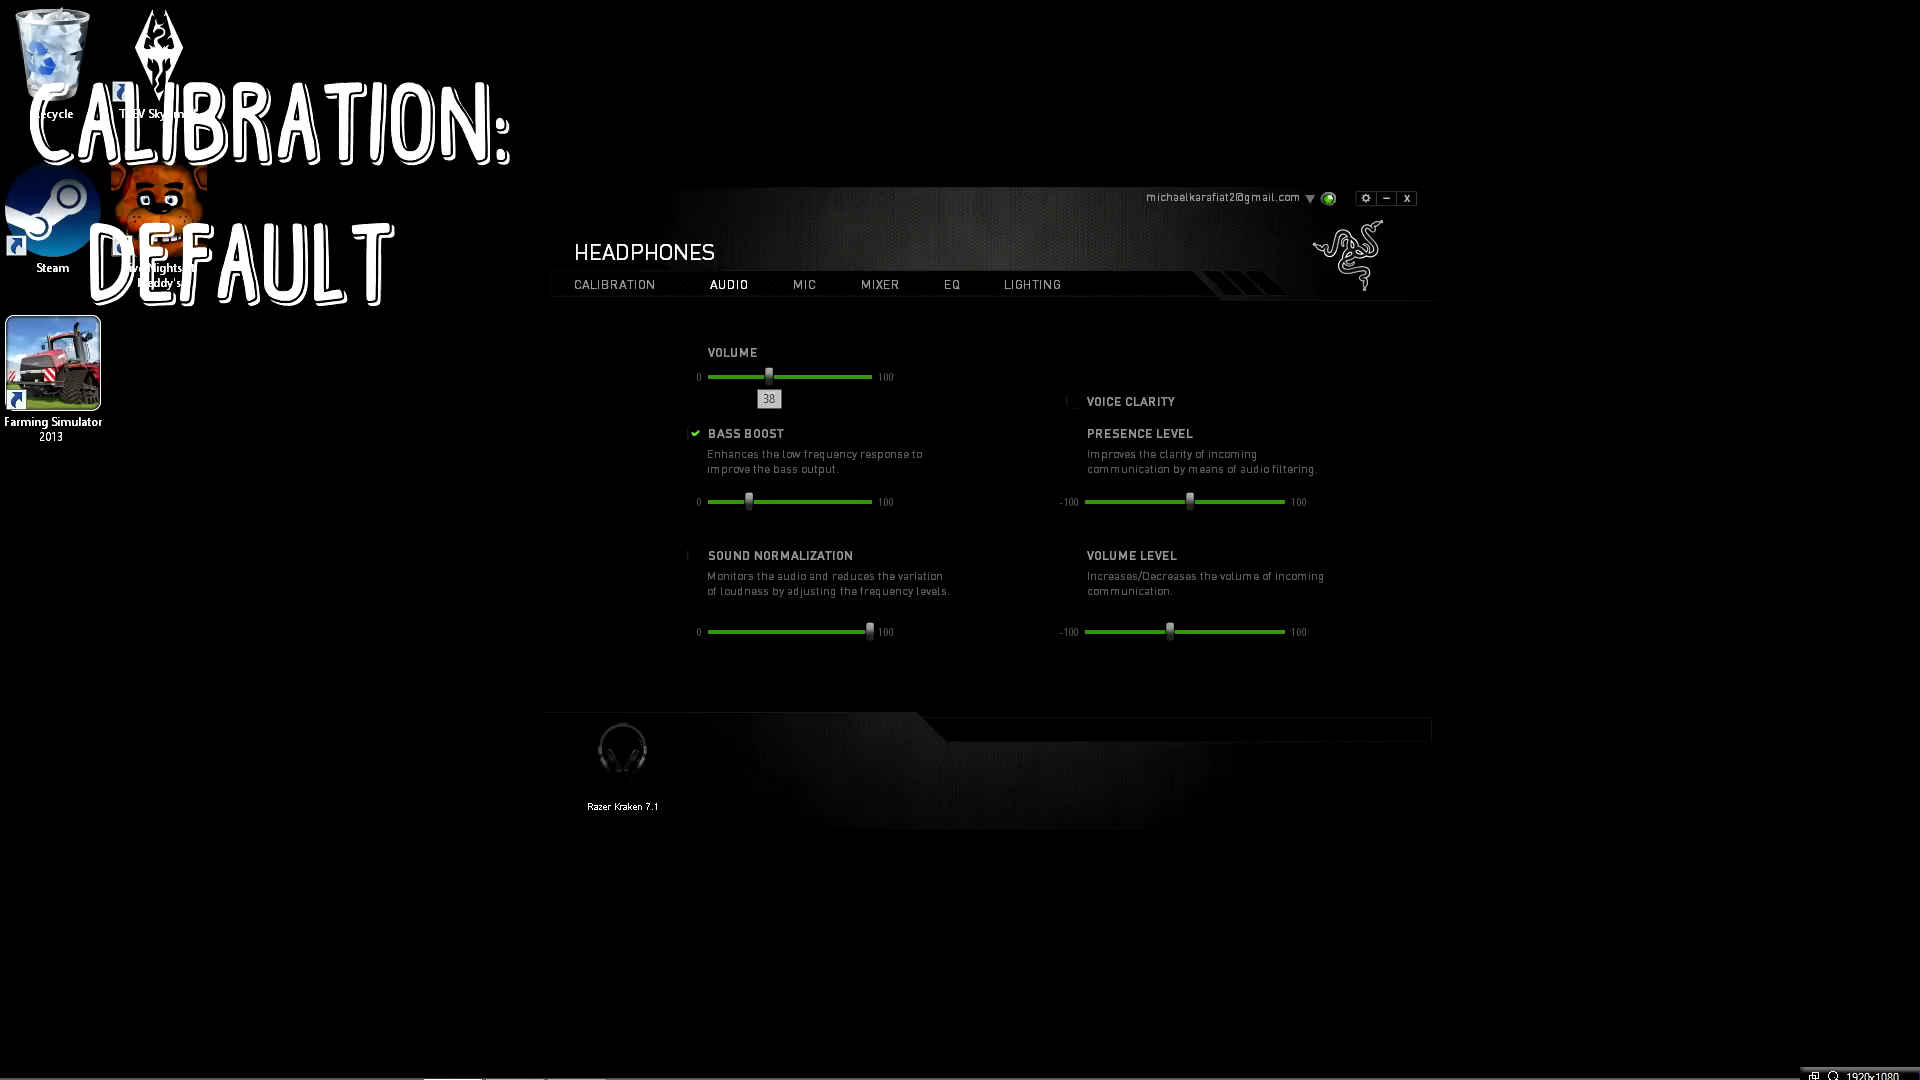 CALIBRATION:
DEFAULT
Steam
Farming Simulator
2013
michaelkarafiat2@gmail.com
x
HEADPHONES
CALIBRATION AUDIO MIC MIXER EQ LIGHTING
VOLUME
0 100
38
BASS BOOST
Enhances the low frequency response to
improve the bass output.
0 100
SOUND NORMALIZATION
Monitors the audio and reduces the variation
of loudness by adjusting the frequency levels.
0 100
VOICE CLARITY
PRESENCE LEVEL
Improves the clarity of incoming
communication by means of audio filtering.
-100 100
VOLUME LEVEL
Increases/Decreases the volume of incoming
communication.
-100 100
Razer Kraken 7.1
1920x1080